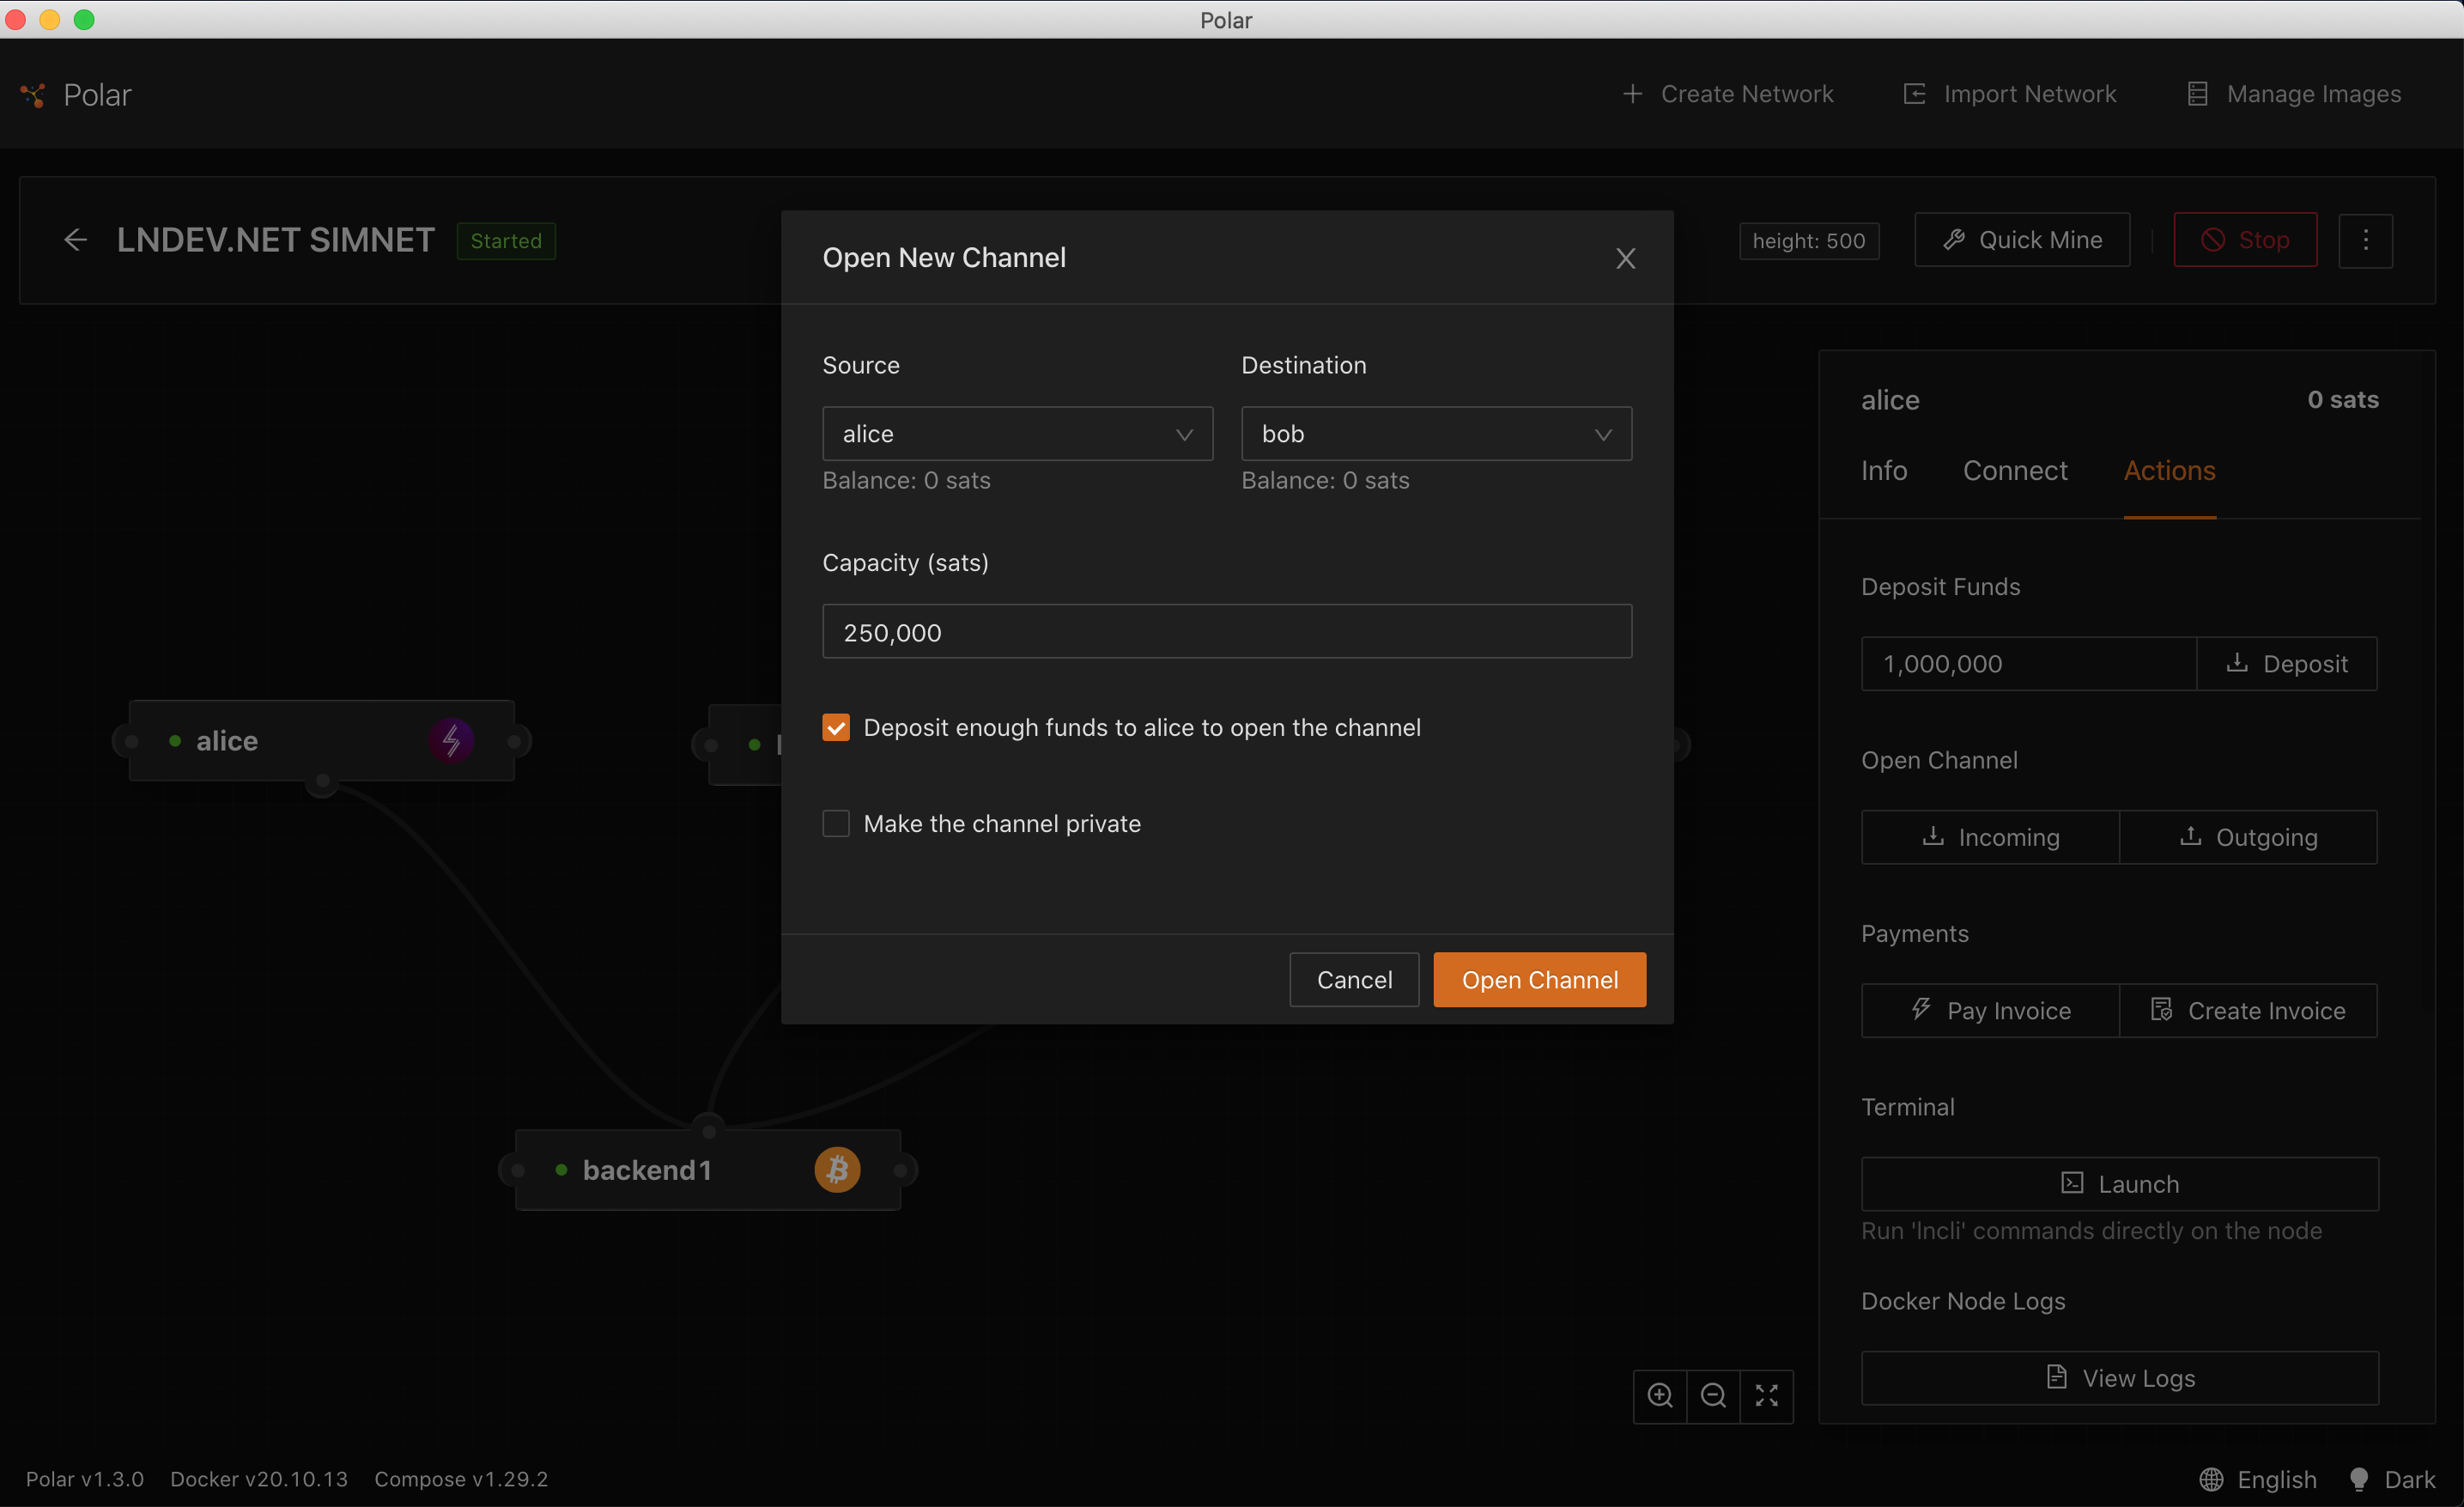 Polar
Polar
Create Network
Import Network
Manage Images
LNDEV.NET SIMNET
Started
height: 500
Quick Mine
Stop
Open New Channel
Source
Destination
alice
bob
Balance: 0 sats
Balance: 0 sats
Capacity (sats)
250,000
Deposit enough funds to alice to open the channel
Make the channel private
Cancel
Open Channel
alice
backend1
alice
0 sats
Info
Connect
Actions
Deposit Funds
1,000,000
Deposit
Open Channel
Incoming
Outgoing
Payments
Pay Invoice
Create Invoice
Terminal
Launch
Run 'lncli' commands directly on the node
Docker Node Logs
View Logs
Polar v1.3.0
Docker v20.10.13
Compose v1.29.2
English
Dark